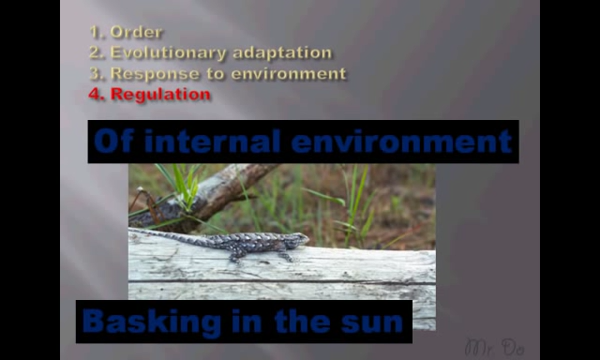 1. Order
2. Evolutionary adaptation
3. Response to environment
4. Regulation
Of internal environment
Basking in the sun
Mr. Do